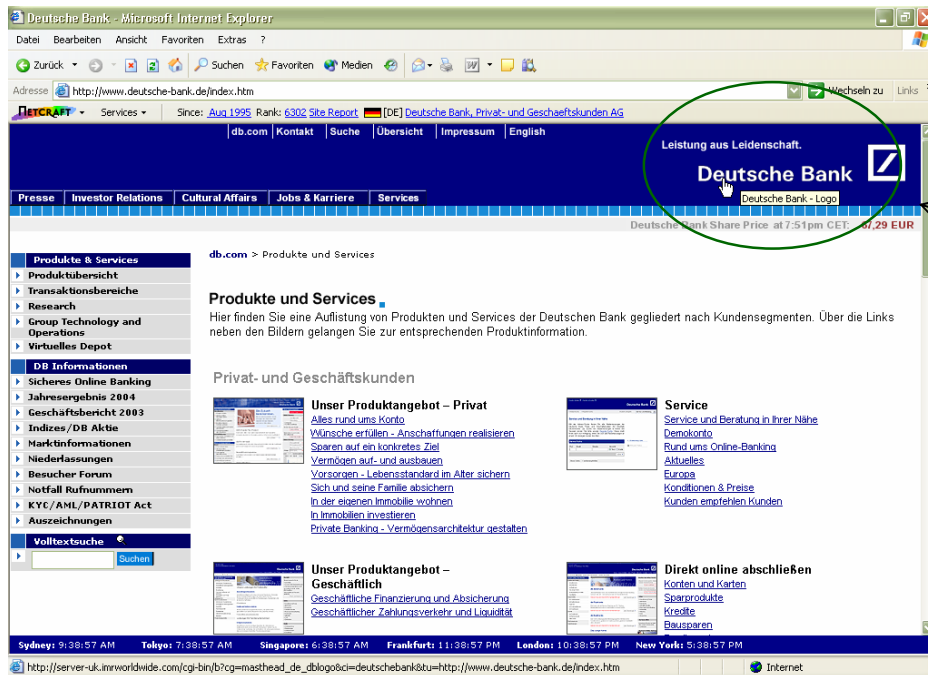 Deutsche Bank - Microsoft Internet Explorer
Datei Bearbeiten Ansicht Favoriten Extras ?
Zurück Suchen Favoriten Medien
Adresse http://www.deutsche-bank.de/index.htm Wechseln zu Links
NETCRAFT Services Since: Aug 1995 Rank: 6302 Site Report [DE] Deutsche Bank, Privat- und Geschaeftskunden AG
db.com Kontakt Suche Übersicht Impressum English
Leistung aus Leidenschaft.
Deutsche Bank
Deutsche Bank - Logo
Presse Investor Relations Cultural Affairs Jobs & Karriere Services
Deutsche Bank Share Price at 7:51pm CET: 67,29 EUR
db.com > Produkte und Services
Produkte & Services
Produktübersicht
Transaktionsbereiche
Research
Group Technology and
Operations
Virtuelles Depot
DB Informationen
Sicheres Online Banking
Jahresergebnis 2004
Geschäftsbericht 2003
Indizes/DB Aktie
Marktinformationen
Niederlassungen
Besucher Forum
Notfall Rufnummern
KYC/AML/PATRIOT Act
Auszeichnungen
Volltextsuche
Suchen
Produkte und Services
Hier finden Sie eine Auflistung von Produkten und Services der Deutschen Bank gegliedert nach Kundensegmenten. Über die Links
neben den Bildern gelangen Sie zur entsprechenden Produktinformation.
Privat- und Geschäftskunden
Unser Produktangebot – Privat
Alles rund ums Konto
Wünsche erfüllen - Anschaffungen realisieren
Sparen auf ein konkretes Ziel
Vermögen auf- und ausbauen
Vorsorgen - Lebensstandard im Alter sichern
Sich und seine Familie absichern
In der eigenen Immobilie wohnen
In Immobilien investieren
Private Banking - Vermögensarchitektur gestalten
Service
Service und Beratung in Ihrer Nähe
Demokonto
Rund ums Online-Banking
Aktuelles
Europa
Konditionen & Preise
Kunden empfehlen Kunden
Unser Produktangebot –
Geschäftlich
Geschäftliche Finanzierung und Absicherung
Geschäftlicher Zahlungsverkehr und Liquidität
Direkt online abschließen
Konten und Karten
Sparprodukte
Kredite
Bausparen
Sydney: 9:38:57 AM Tokyo: 7:38:57 AM Singapore: 6:38:57 AM Frankfurt: 11:38:57 PM London: 10:38:57 PM New York: 5:38:57 PM
http://server-uk.imrworldwide.com/cgi-bin/b?cg=masthead_de_dblogo&ci=deutschebank&tu=http://www.deutsche-bank.de/index.htm Internet